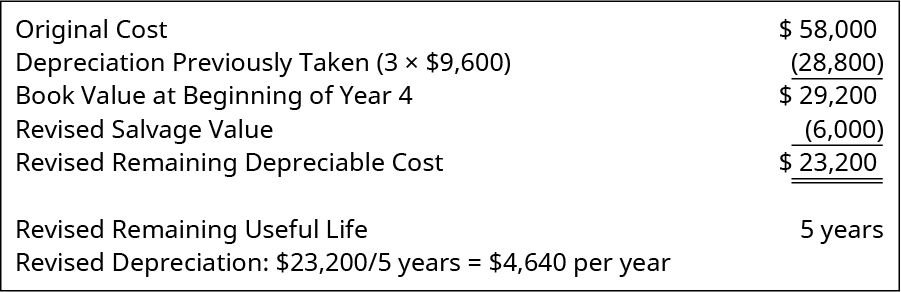 Original Cost $ 58,000
Depreciation Previously Taken (3 × $9,600) (28,800)
Book Value at Beginning of Year 4 $ 29,200
Revised Salvage Value (6,000)
Revised Remaining Depreciable Cost $ 23,200
Revised Remaining Useful Life 5 years
Revised Depreciation: $23,200/5 years = $4,640 per year